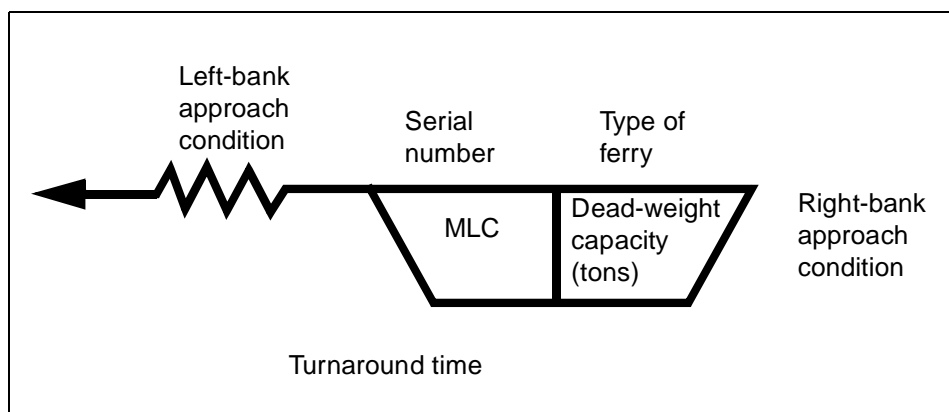 Left-bank
approach
condition
Serial
number
Type of
ferry
MLC
Dead-weight
capacity
(tons)
Right-bank
approach
condition
Turnaround time